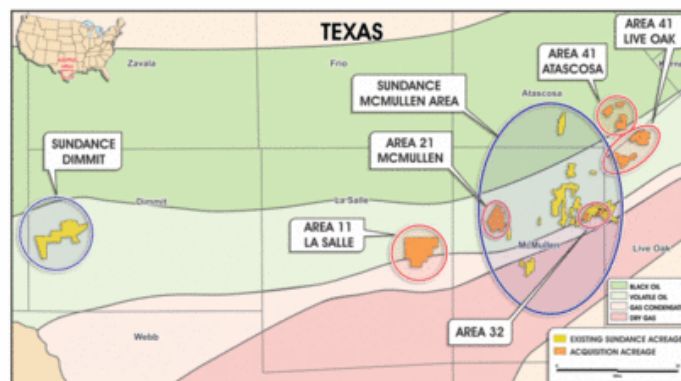 TEXAS
Zavala
Frio
Atascosa
AREA 41
LIVE OAK
AREA 41
ATASCOSA
SUNDANCE
MCMULLEN AREA
AREA 21
MCMULLEN
SUNDANCE
DIMMIT
Dimmit
La Salle
AREA 11
LA SALLE
McMullen
Live Oak
AREA 32
Webb
BLACK OIL
VOLATILE OIL
GAS CONDENSATE
DRY GAS
EXISTING SUNDANCE ACREAGE
ACQUISITION ACREAGE